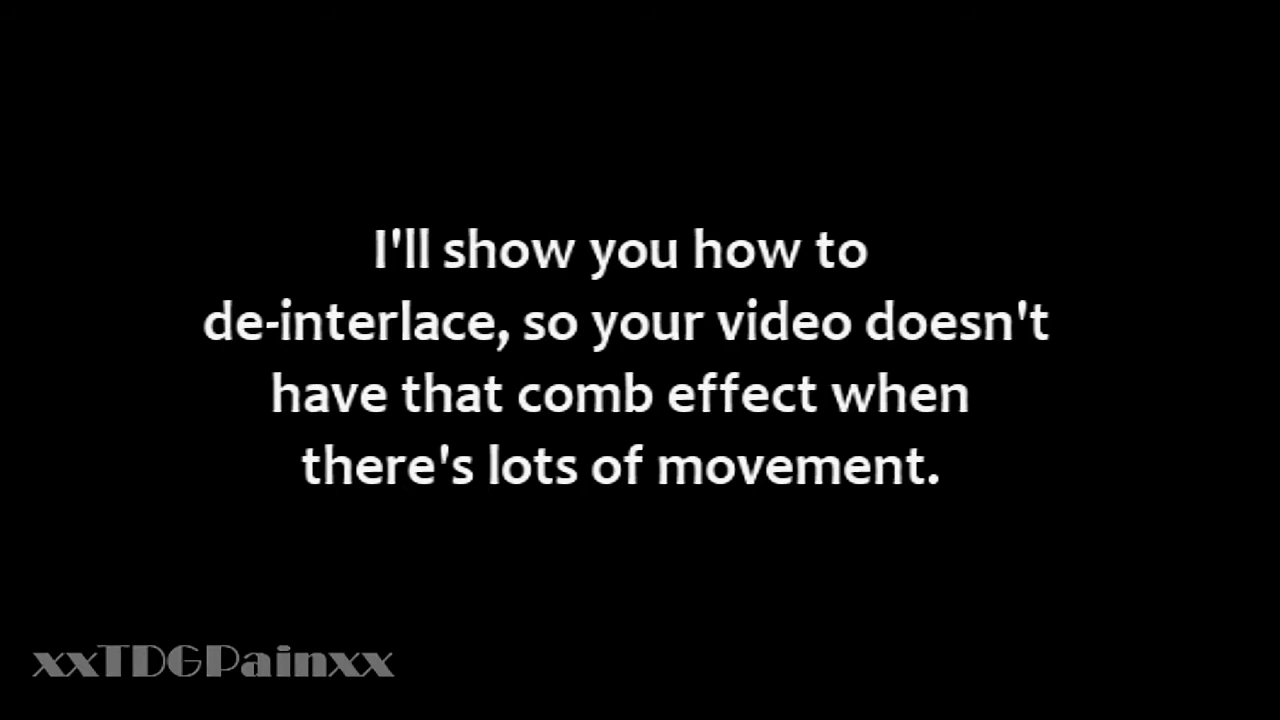 I'll show you how to
de-interlace, so your video doesn't
have that comb effect when
there's lots of movement.
xxTDGPainxx